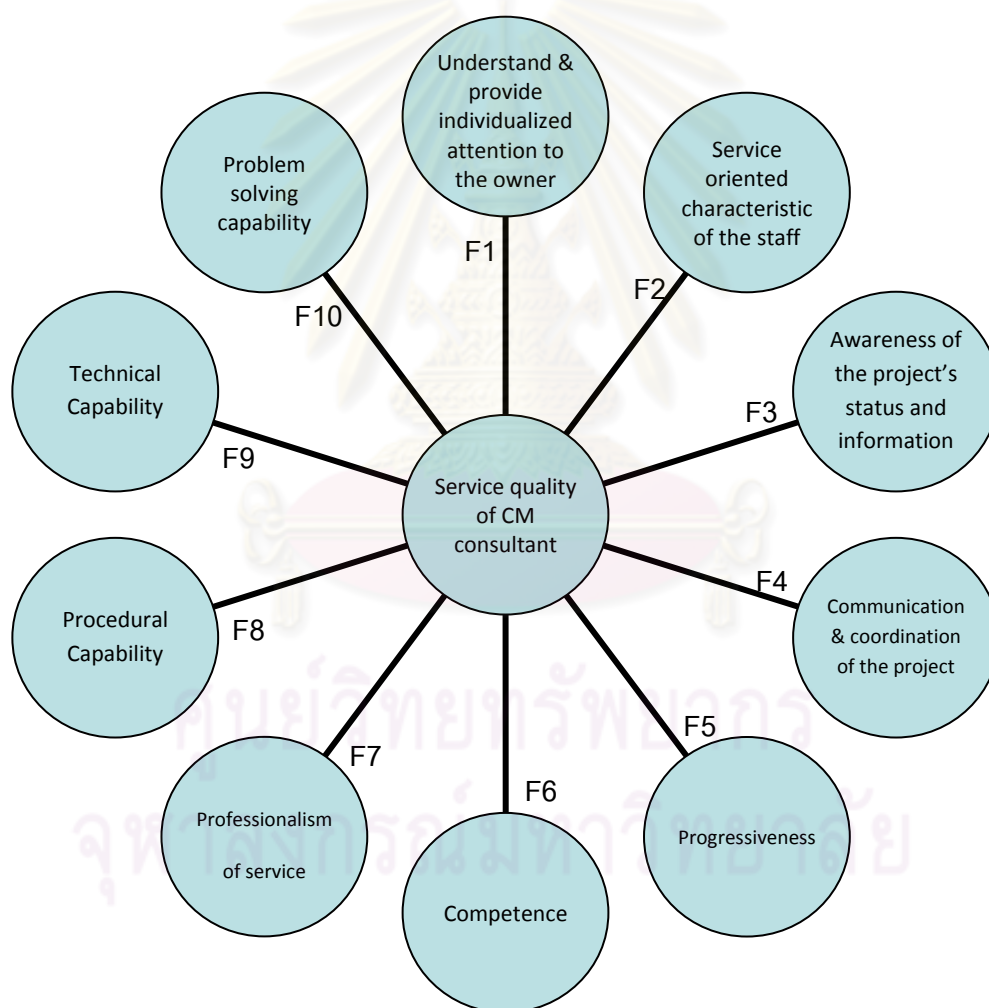 Understand &
provide
individualized
attention to
the owner
F1
Service
oriented
characteristic
of the staff
F2
Awareness of
the project’s
status and
information
F3
Communication
& coordination
of the project
F4
Progressiveness
F5
Competence
F6
Professionalism
of service
F7
Procedural
Capability
F8
Technical
Capability
F9
Problem
solving
capability
F10
Service quality
of CM
consultant
ศูนย์วิทยทรัพยากร
จุฬาลงกรณ์มหาวิทยาลัย